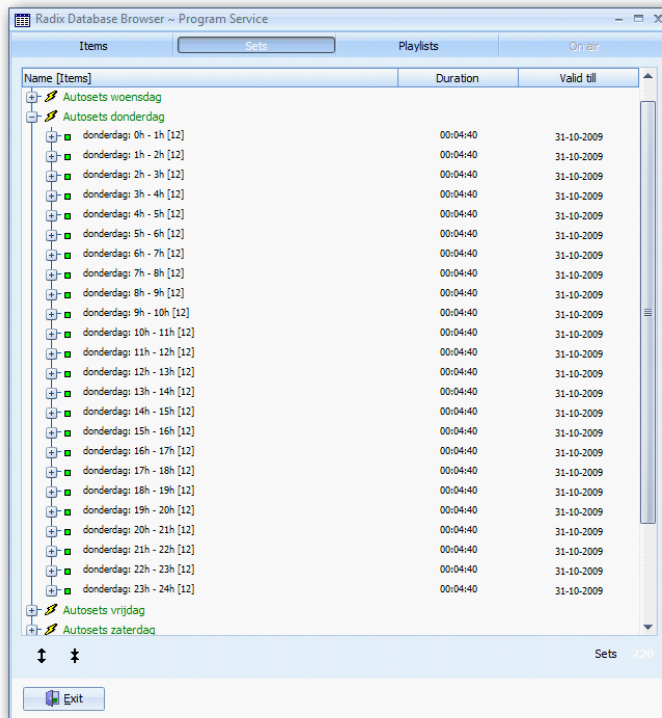 Radix Database Browser ~ Program Service
Items Sets Playlists On air
Name [Items] Duration Valid till
Autosets woensdag
Autosets donderdag
donderdag: 0h - 1h [12] 00:04:40 31-10-2009
donderdag: 1h - 2h [12] 00:04:40 31-10-2009
donderdag: 2h - 3h [12] 00:04:40 31-10-2009
donderdag: 3h - 4h [12] 00:04:40 31-10-2009
donderdag: 4h - 5h [12] 00:04:40 31-10-2009
donderdag: 5h - 6h [12] 00:04:40 31-10-2009
donderdag: 6h - 7h [12] 00:04:40 31-10-2009
donderdag: 7h - 8h [12] 00:04:40 31-10-2009
donderdag: 8h - 9h [12] 00:04:40 31-10-2009
donderdag: 9h - 10h [12] 00:04:40 31-10-2009
donderdag: 10h - 11h [12] 00:04:40 31-10-2009
donderdag: 11h - 12h [12] 00:04:40 31-10-2009
donderdag: 12h - 13h [12] 00:04:40 31-10-2009
donderdag: 13h - 14h [12] 00:04:40 31-10-2009
donderdag: 14h - 15h [12] 00:04:40 31-10-2009
donderdag: 15h - 16h [12] 00:04:40 31-10-2009
donderdag: 16h - 17h [12] 00:04:40 31-10-2009
donderdag: 17h - 18h [12] 00:04:40 31-10-2009
donderdag: 18h - 19h [12] 00:04:40 31-10-2009
donderdag: 19h - 20h [12] 00:04:40 31-10-2009
donderdag: 20h - 21h [12] 00:04:40 31-10-2009
donderdag: 21h - 22h [12] 00:04:40 31-10-2009
donderdag: 22h - 23h [12] 00:04:40 31-10-2009
donderdag: 23h - 24h [12] 00:04:40 31-10-2009
Autosets vrijdag
Autosets zaterdag
Sets 220
Exit